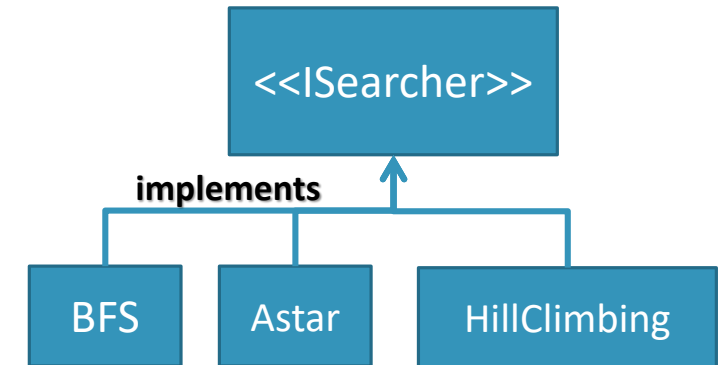 <<ISearcher>>
implements
BFS
Astar
HillClimbing